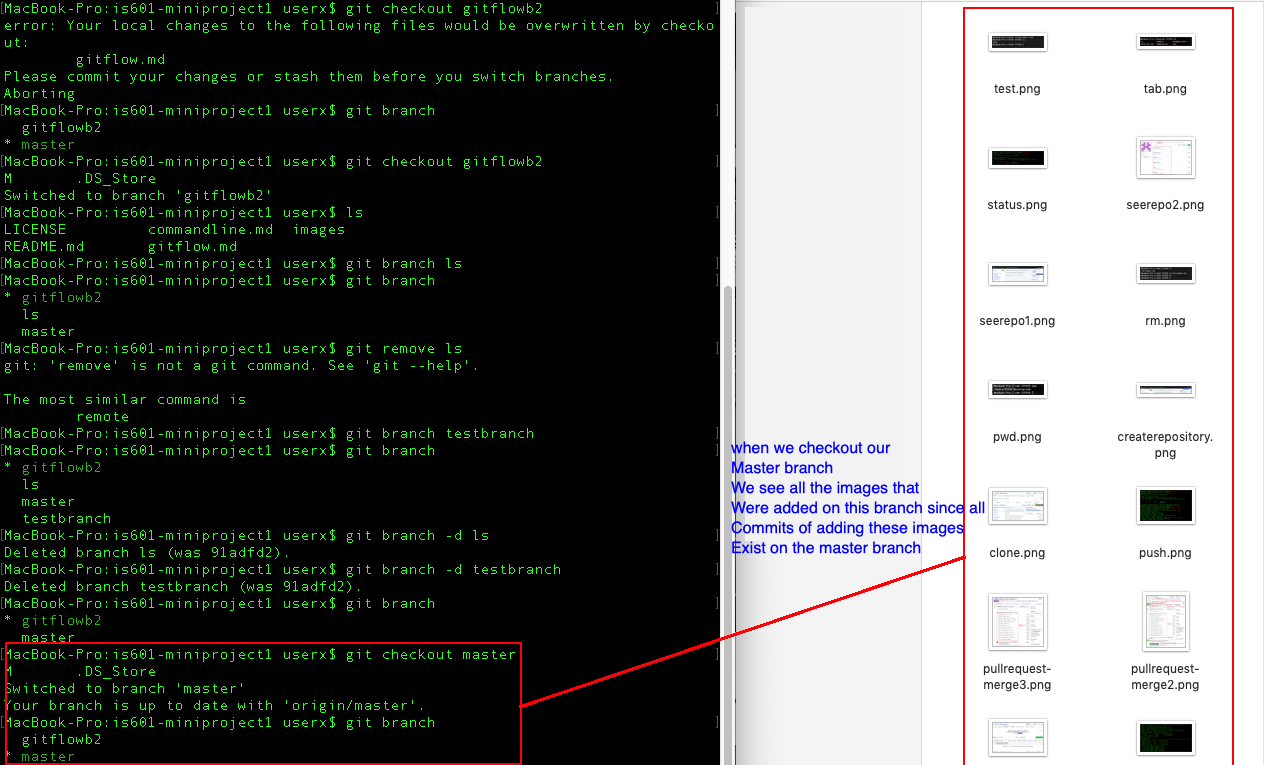 [MacBook-Pro:is601-miniproject1 userx$ git checkout gitflowb2 ]
error: Your local changes to the following files would be overwritten by checko
ut:
gitflow.md
Please commit your changes or stash them before you switch branches.
Aborting
[MacBook-Pro:is601-miniproject1 userx$ git branch ]
gitflowb2
* master
[MacBook-Pro:is601-miniproject1 userx$ git checkout gitflowb2 ]
M .DS_Store
Switched to branch 'gitflowb2'
[MacBook-Pro:is601-miniproject1 userx$ ls ]
LICENSE commandline.md images
README.md gitflow.md
[MacBook-Pro:is601-miniproject1 userx$ git branch ls ]
[MacBook-Pro:is601-miniproject1 userx$ git branch ]
* gitflowb2
ls
master
[MacBook-Pro:is601-miniproject1 userx$ git remove ls ]
git: 'remove' is not a git command. See 'git --help'.
The most similar command is
remote
[MacBook-Pro:is601-miniproject1 userx$ git branch testbranch ]
[MacBook-Pro:is601-miniproject1 userx$ git branch ]
* gitflowb2
ls
master
testbranch
[MacBook-Pro:is601-miniproject1 userx$ git branch -d ls ]
Deleted branch ls (was 91adfd2).
[MacBook-Pro:is601-miniproject1 userx$ git branch -d testbranch ]
Deleted branch testbranch (was 91adfd2).
[MacBook-Pro:is601-miniproject1 userx$ git branch ]
* gitflowb2
master
[MacBook-Pro:is601-miniproject1 userx$ git checkout master ]
M .DS_Store
Switched to branch 'master'
Your branch is up to date with 'origin/master'.
[MacBook-Pro:is601-miniproject1 userx$ git branch ]
gitflowb2
* master
when we checkout our
Master branch
We see all the images that
Were added on this branch since all
Commits of adding these images
Exist on the master branch
test.png
tab.png
status.png
seerepo2.png
seerepo1.png
rm.png
pwd.png
createrepository.
png
clone.png
push.png
pullrequest-
merge3.png
pullrequest-
merge2.png